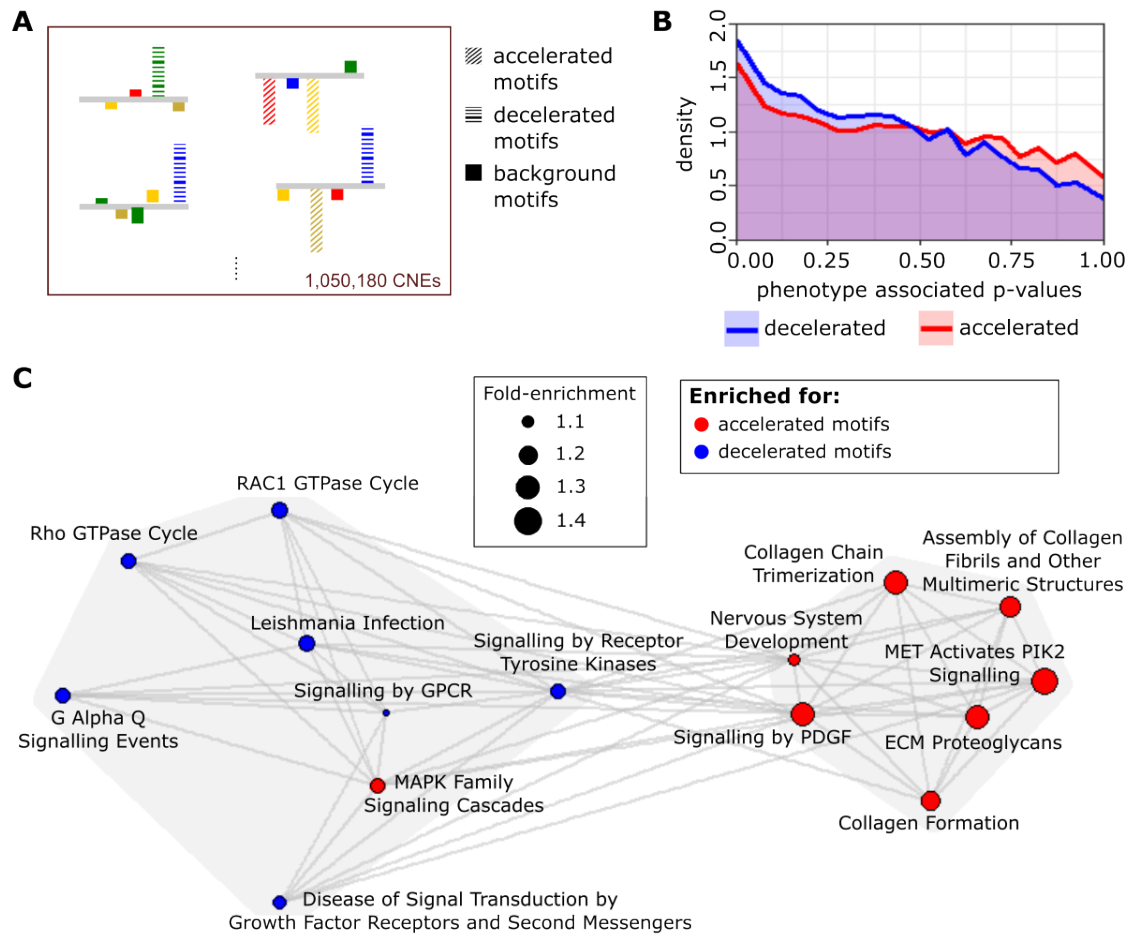 A
accelerated
motifs
decelerated
motifs
background
motifs
1,050,180 CNEs
B
density
2.0
1.5
1.0
0.5
0.0
0.00 0.25 0.50 0.75 1.00
phenotype associated p-values
decelerated accelerated
C
Fold-enrichment
1.1
1.2
1.3
1.4
Enriched for:
accelerated motifs
decelerated motifs
RAC1 GTPase Cycle
Rho GTPase Cycle
Leishmania Infection
Signalling by Receptor
Tyrosine Kinases
Signalling by GPCR
G Alpha Q
Signalling Events
MAPK Family
Signaling Cascades
Disease of Signal Transduction by
Growth Factor Receptors and Second Messengers
Collagen Chain
Trimerization
Assembly of Collagen
Fibrils and Other
Multimeric Structures
Nervous System
Development
MET Activates PIK2
Signalling
Signalling by PDGF
ECM Proteoglycans
Collagen Formation